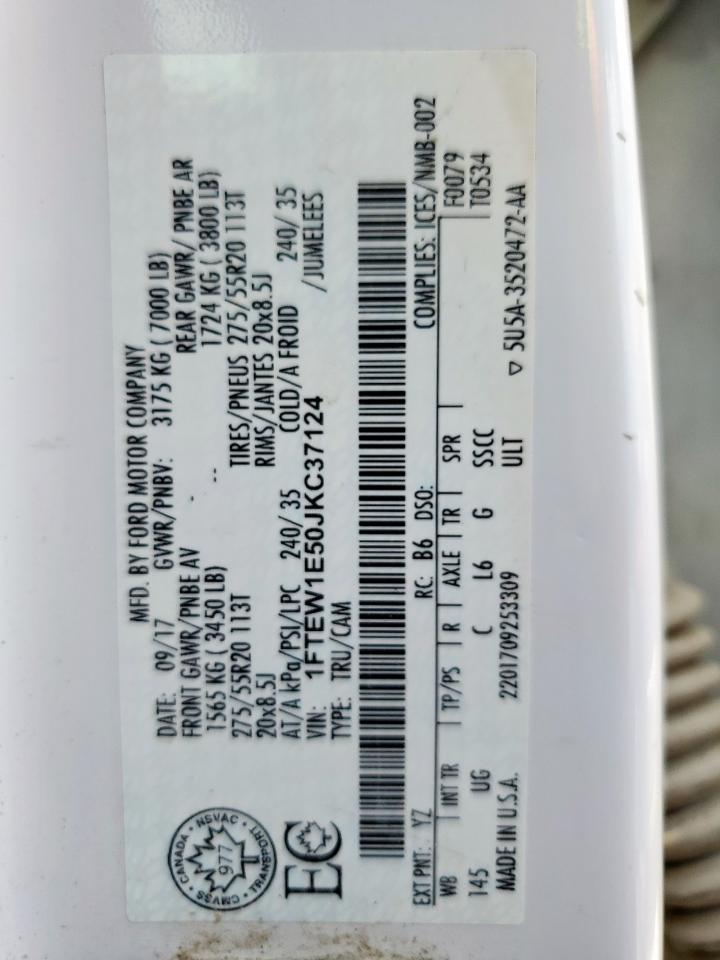 MFD. BY FORD MOTOR COMPANY
DATE: 09/17 GVWR/PNBV: 3175 KG ( 7000 LB)
FRONT GAWR/PNBE AV REAR GAWR/ PNBE AR
1565 KG ( 3450 LB) 1724 KG ( 3800 LB)
275/55R20 113T TIRES/PNEUS 275/55R20 113T
20x8.5J RIMS/JANTES 20x8.5J
AT/A kPa/PSI/LPC 240/ 35 COLD/A FROID 240/ 35
VIN: 1FTEW1E50JKC37124 /JUMELEES
TYPE: TRU/CAM
CANADA · NSVAC · TRANSPORT · CMVSS ·
977
EC
COMPLIES: ICES/NMB-002
EXT PNT: YZ RC: B6 DSO: F0079
WB INT TR TP/PS R AXLE TR SPR T0534
145 UG C L6 G SSCC
MADE IN U.S.A. 2201709253309 ULT ▽ 5U5A-3520472-AA